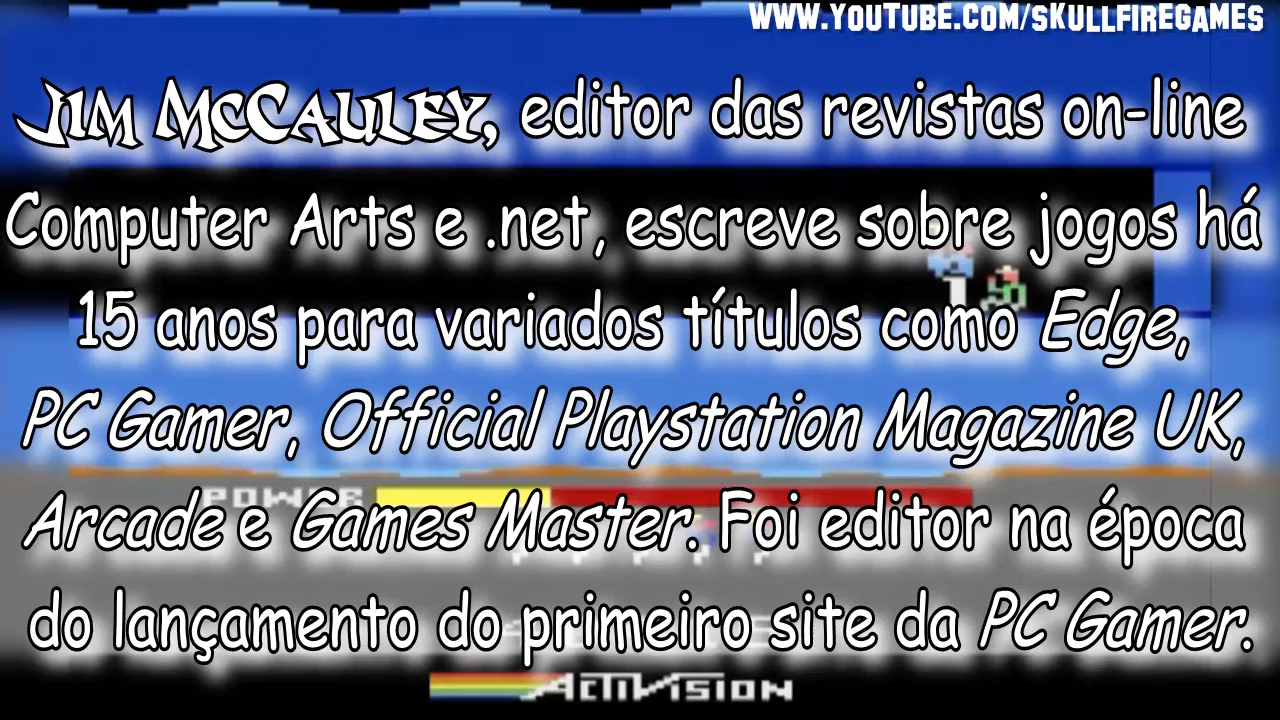 www.YouTube.com/skullfiregames
Jim McCauley, editor das revistas on-line
Computer Arts e .net, escreve sobre jogos há
15 anos para variados títulos como Edge,
PC Gamer, Official Playstation Magazine UK,
POWER
Arcade e Games Master. Foi editor na época
do lançamento do primeiro site da PC Gamer.
ACTIVISION